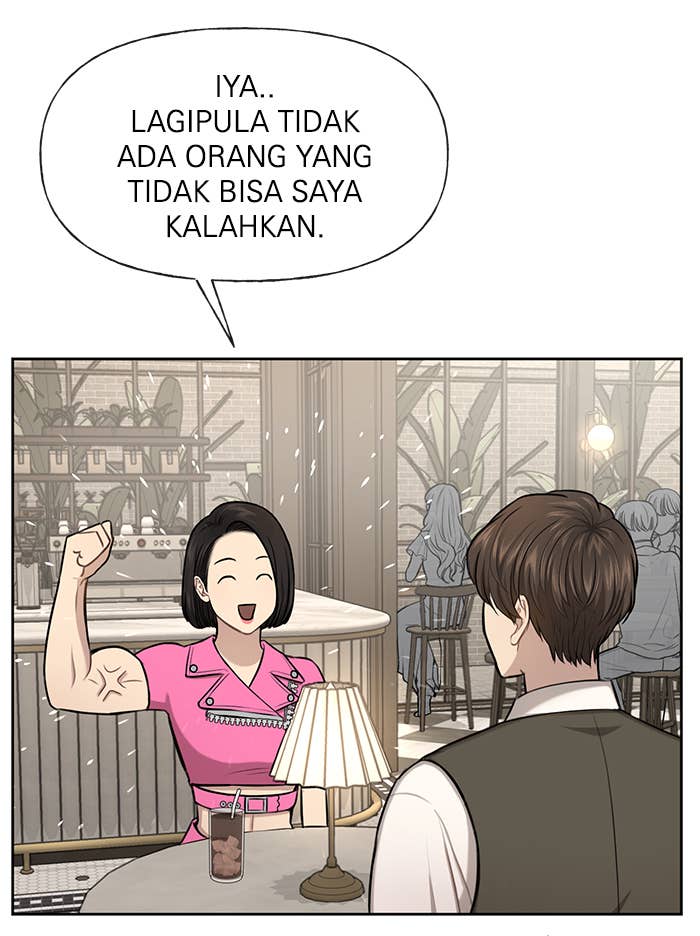 IYA..
LAGIPULA TIDAK
ADA ORANG YANG
TIDAK BISA SAYA
KALAHKAN.